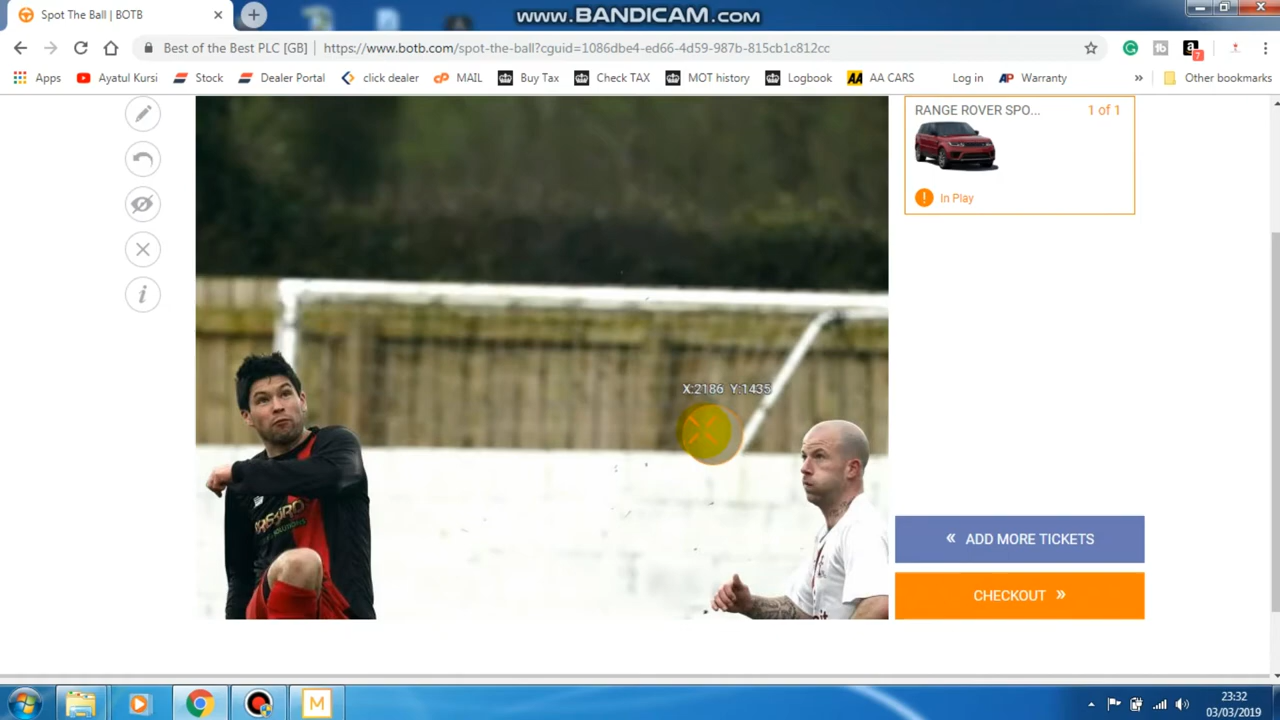 Spot The Ball | BOTB
www.BANDICAM.com
Best of the Best PLC [GB] | https://www.botb.com/spot-the-ball?cguid=1086dbe4-ed66-4d59-987b-815cb1c812cc
Apps Ayatul Kursi Stock Dealer Portal click dealer MAIL Buy Tax Check TAX MOT history Logbook AA CARS Log in Warranty » Other bookmarks
RANGE ROVER SPO... 1 of 1
! In Play
X:2186 Y:1435
« ADD MORE TICKETS
CHECKOUT »
23:32
03/03/2019